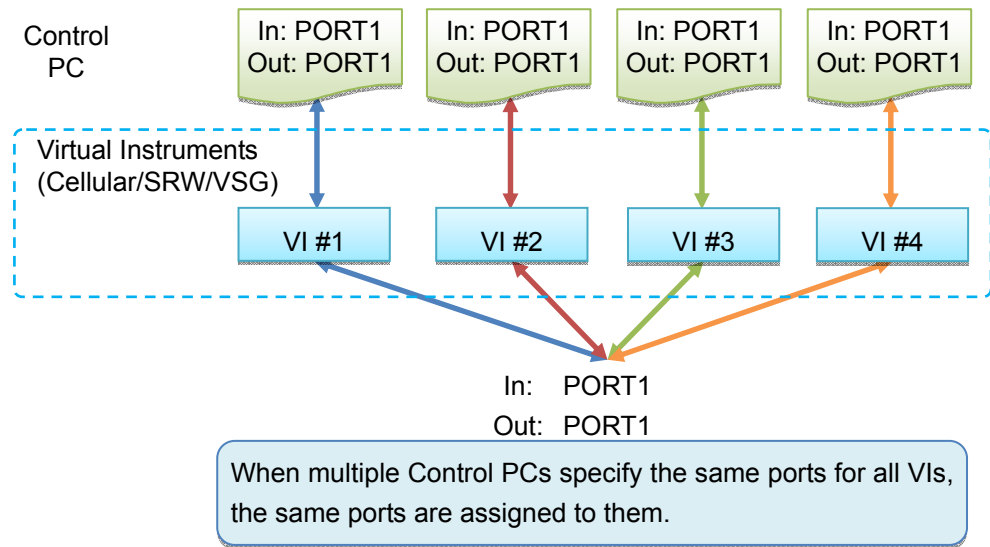 Control
PC
In: PORT1
Out: PORT1
In: PORT1
Out: PORT1
In: PORT1
Out: PORT1
In: PORT1
Out: PORT1
Virtual Instruments
(Cellular/SRW/VSG)
VI #1
VI #2
VI #3
VI #4
In: PORT1
Out: PORT1
When multiple Control PCs specify the same ports for all VIs,
the same ports are assigned to them.